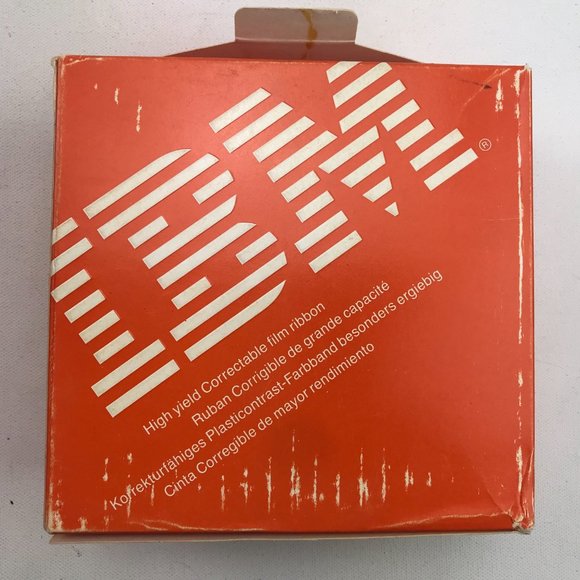 IBM®
High yield Correctable film ribbon
Ruban Corrigible de grande capacité
Korrekturfähiges Plasticontrast-Farbband besonders ergiebig
Cinta Corregible de mayor rendimiento